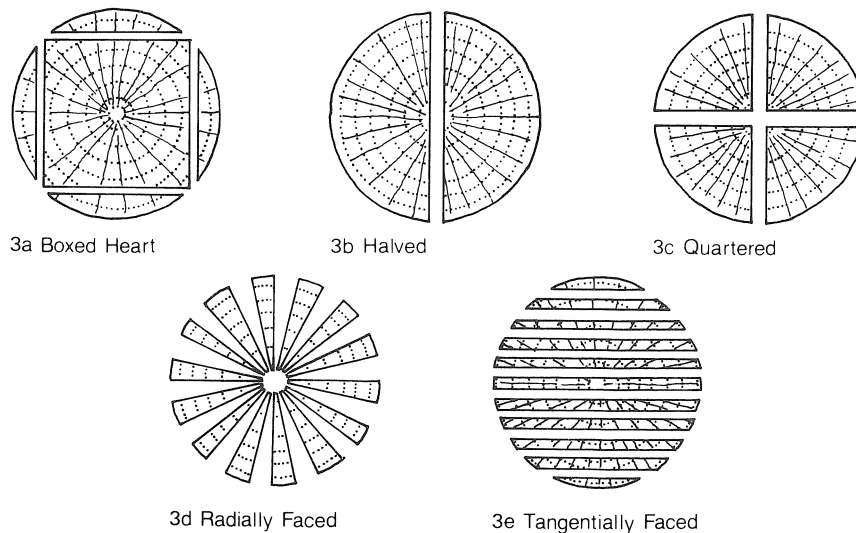 3a Boxed Heart
3b Halved
3c Quartered
3d Radially Faced
3e Tangentially Faced